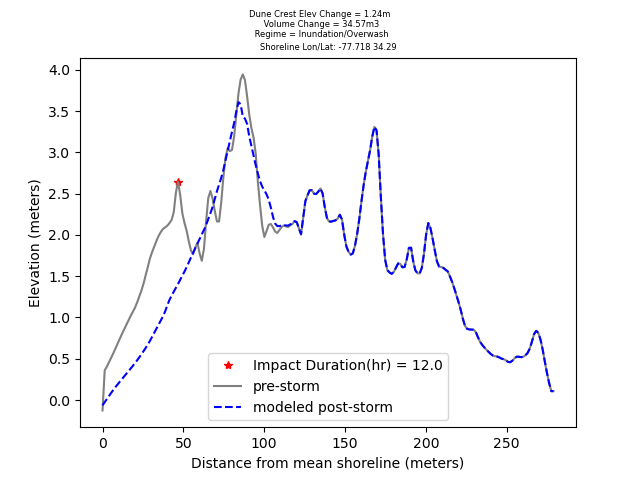 Dune Crest Elev Change = 1.24m
Volume Change = 34.57m3
Regime = Inundation/Overwash
Shoreline Lon/Lat: -77.718 34.29
4.0
3.5
3.0
2.5
2.0
1.5
1.0
0.5
0.0
Elevation (meters)
Impact Duration(hr) = 12.0
pre-storm
modeled post-storm
0 50 100 150 200 250
Distance from mean shoreline (meters)